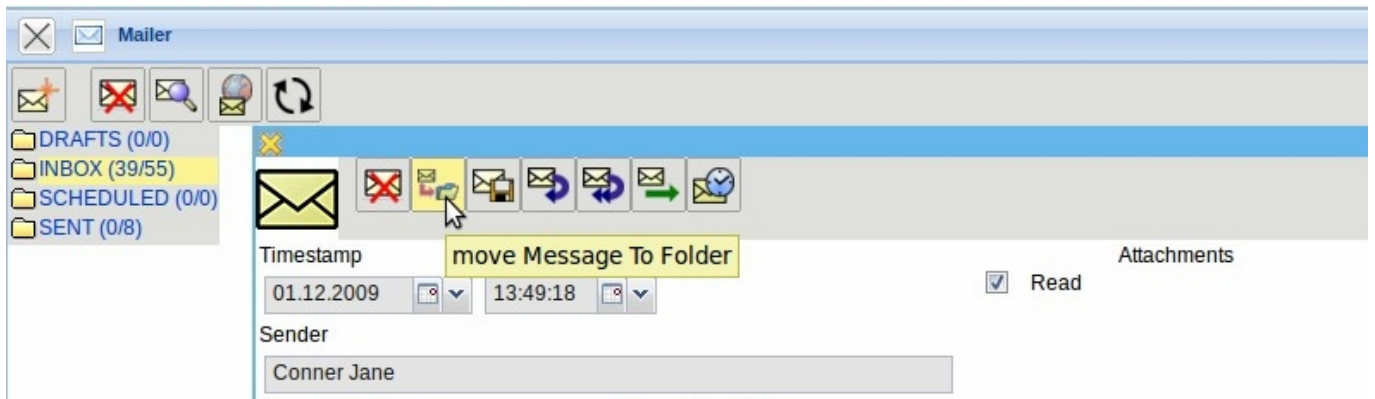 Mailer
DRAFTS (0/0)
INBOX (39/55)
SCHEDULED (0/0)
SENT (0/8)
move Message To Folder
Timestamp
Attachments
01.12.2009 13:49:18
Read
Sender
Conner Jane